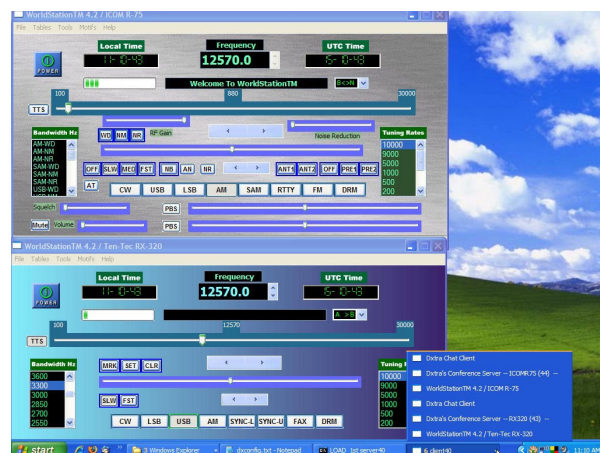 WorldStationTM 4.2 / ICOM R-75
File Tables Tools Motifs Help
Local Time Frequency UTC Time
12570.0
POWER
Welcome To WorldStationTM B<>N
100 880 30000
TTS
Bandwidth Hz WD NM NR RF Gain Noise Reduction Tuning Rates
AM-WD 10000
AM-NM 9000
AM-NR 5000
SAM-WD OFF SLW MED FST NB AN NR ANT1 ANT2 OFF PRE1 PRE2
SAM-NM 1000
SAM-NR AT CW USB LSB AM SAM RTTY FM DRM 500
USB-WD 200
Squelch PBS
Mute Volume PBS
WorldStationTM 4.2 / Ten-Tec RX-320
File Tables Tools Motifs Help
Local Time Frequency UTC Time
12570.0
POWER
A >B
100 12570 30000
TTS
Bandwidth Hz MRK SET CLR Tuning
3600 10000
3300 9000
3000 5000
2850 SLW FST
2700 500
2550 CW LSB USB AM SYNC-L SYNC-U FAX DRM 200
Dxtra Chat Client
Dxtra's Conference Server -- ICOMR75 (44) --
WorldStationTM 4.2 / ICOM R-75
Dxtra Chat Client
Dxtra's Conference Server -- RX320 (43) --
WorldStationTM 4.2 / Ten-Tec RX-320
start 3 Windows Explorer dxconfig.txt - Notepad LOAD 1st server40 6 client40 11:10 AM